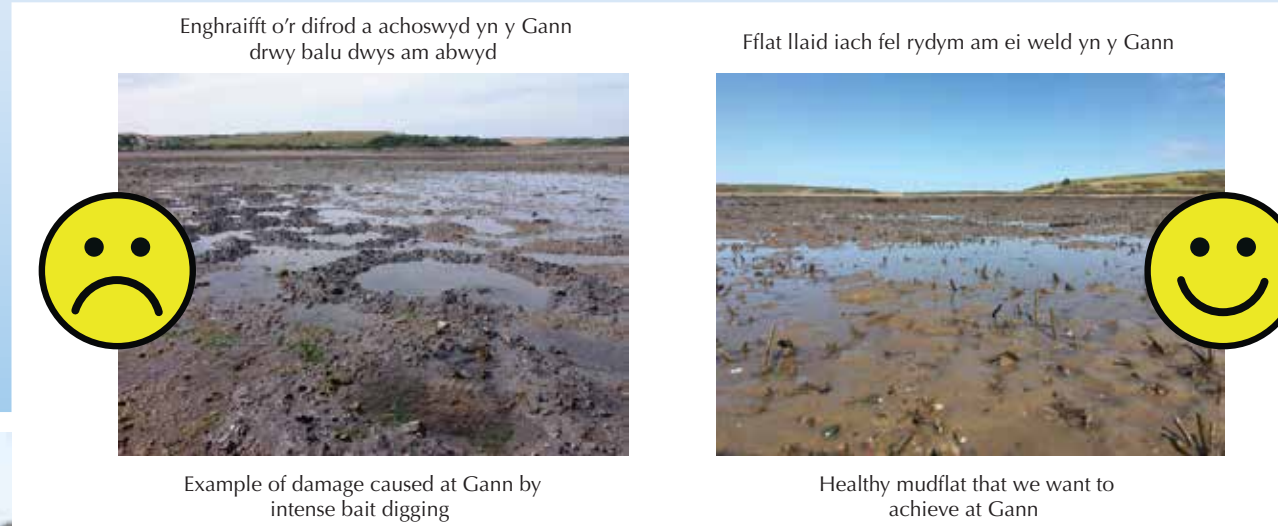 Enghraifft o'r difrod a achoswyd yn y Gann
drwy balu dwys am abwyd
Fflat llaid iach fel rydym am ei weld yn y Gann
Example of damage caused at Gann by
intense bait digging
Healthy mudflat that we want to
achieve at Gann